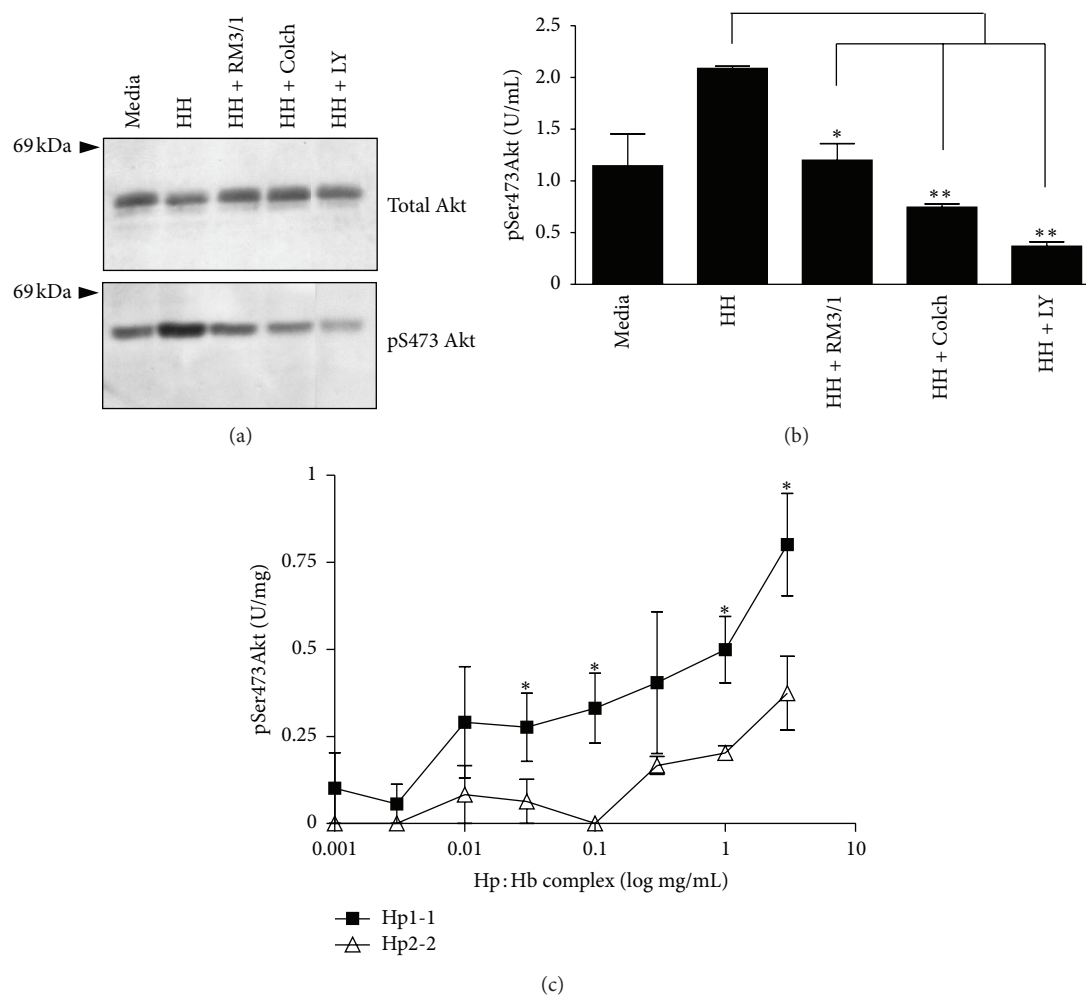 Media
HH
HH + RM3/1
HH + Colch
HH + LY
69 kDa
Total Akt
69 kDa
pS473 Akt
(a)
pSer473Akt (U/mL)
2.5
2.0
1.5
1.0
0.5
0
*
**
**
Media
HH
HH + RM3/1
HH + Colch
HH + LY
(b)
pSer473Akt (U/mg)
1
0.75
0.5
0.25
0
*
*
*
*
0.001
0.01
0.1
1
10
Hp:Hb complex (log mg/mL)
Hp1-1
Hp2-2
(c)